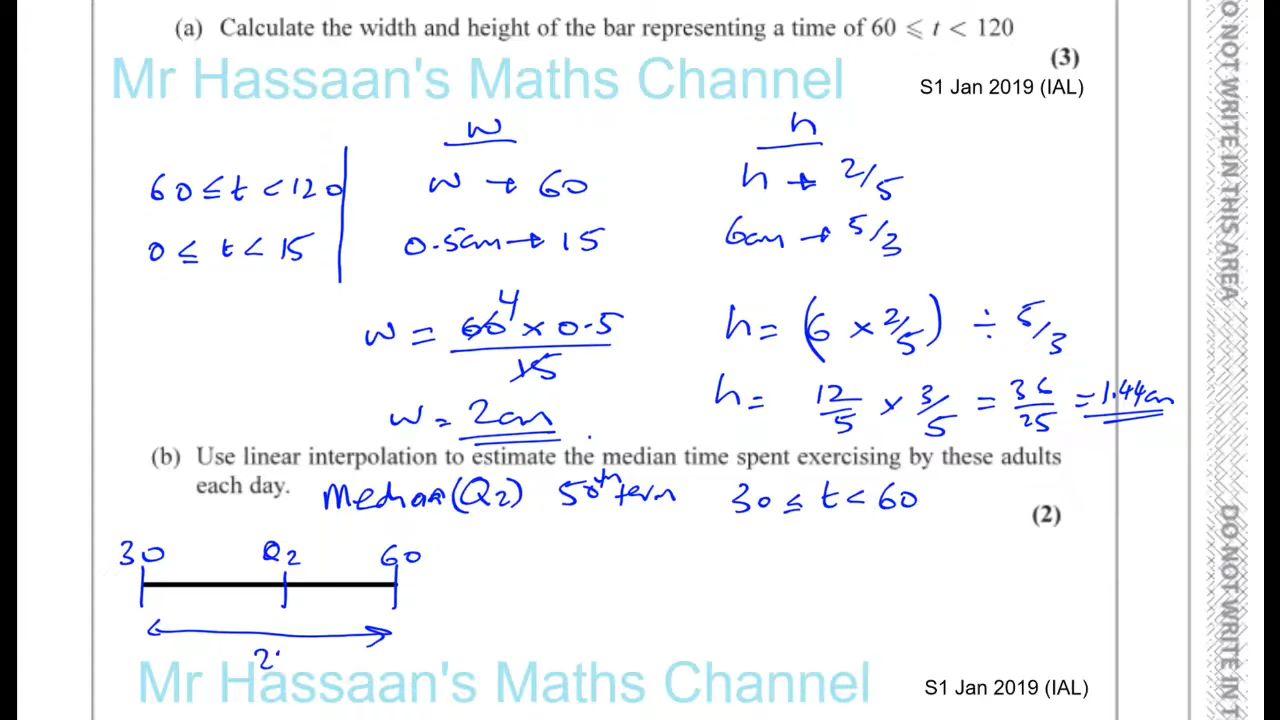 (a) Calculate the width and height of the bar representing a time of 60 ⩽ t < 120
(3)
Mr Hassaan's Maths Channel
S1 Jan 2019 (IAL)
w
h
60 ≤ t < 120
w → 60
h → 2/5
0 ≤ t < 15
0.5cm → 15
6cm → 5/3
w = 60 4 × 0.5 / 15
h = (6 × 2/5) ÷ 5/3
w = 2cm
h = 12/5 × 3/5 = 36/25 = 1.44cm
(b) Use linear interpolation to estimate the median time spent exercising by these adults
each day.
Median (Q2) 50th term 30 ≤ t < 60
(2)
30 Q2 60
2
Mr Hassaan's Maths Channel
S1 Jan 2019 (IAL)
O NOT WRITE IN THIS AREA
DO NOT WRITE IN T